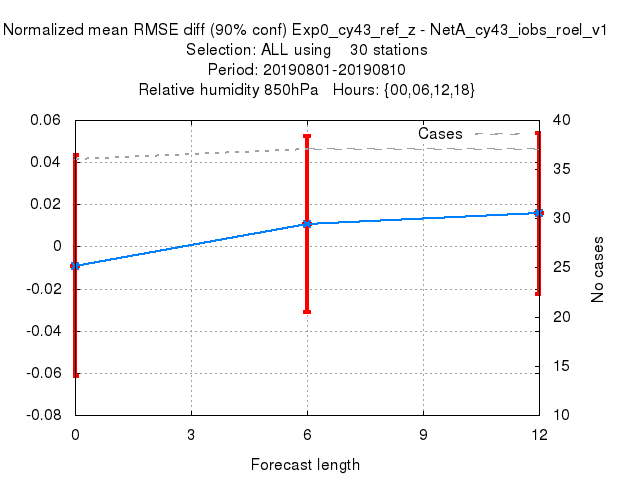 Normalized mean RMSE diff (90% conf) Exp0_cy43_ref_z - NetA_cy43_iobs_roel_v1
Selection: ALL using    30 stations
Period: 20190801-20190810
Relative humidity 850hPa   Hours: {00,06,12,18}
Cases
0.06
0.04
0.02
0
-0.02
-0.04
-0.06
-0.08
40
35
30
25
20
15
10
No cases
0
3
6
9
12
Forecast length